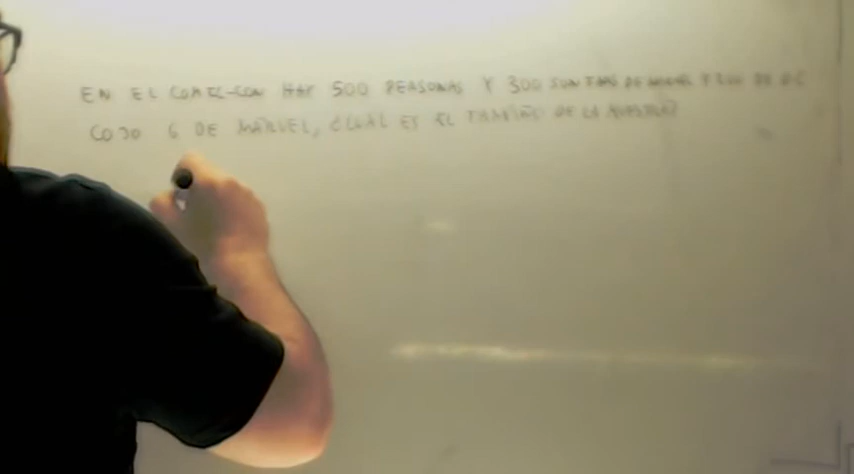 EN EL COMIC-CON HAY 500 PERSONAS Y 300 SON FANS DE MARVEL Y 200 DE DC
COJO 6 DE MARVEL, ¿CUAL ES EL TAMAÑO DE LA MUESTRA?